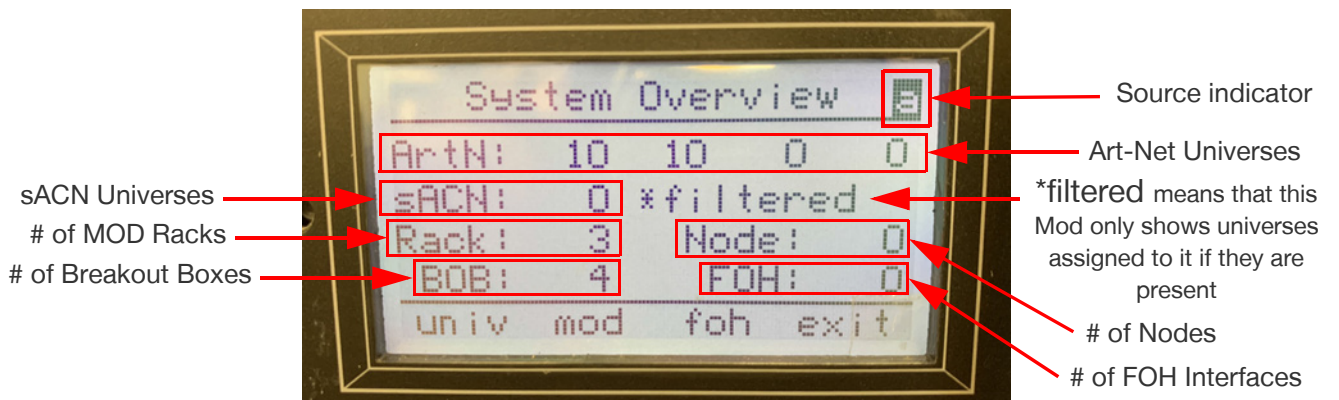 System Overview a
ArtN: 10 10 0 0
sACN: 0 *filtered
Rack: 3 Node: 0
BOB: 4 FOH: 0
univ mod foh exit
sACN Universes
# of MOD Racks
# of Breakout Boxes
Source indicator
Art-Net Universes
*filtered means that this
Mod only shows universes
assigned to it if they are
present
# of Nodes
# of FOH Interfaces